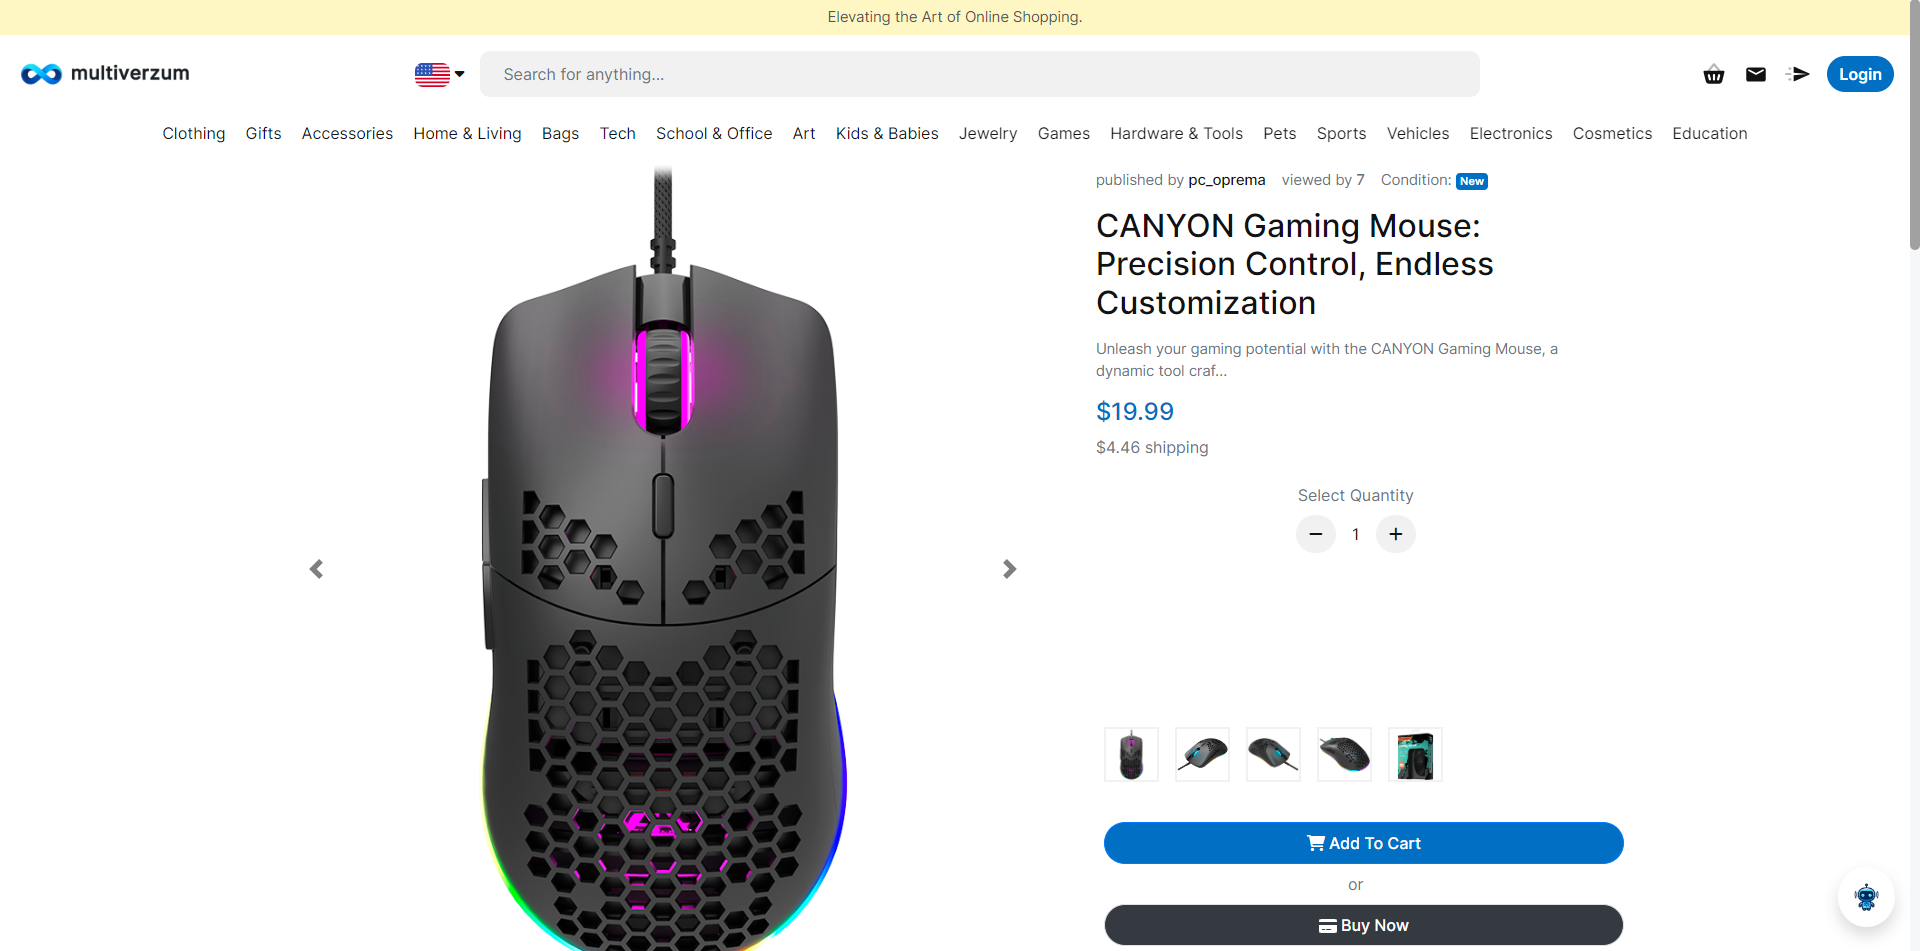 Elevating the Art of Online Shopping.
multiverzum
Search for anything...
Login
Clothing Gifts Accessories Home & Living Bags Tech School & Office Art Kids & Babies Jewelry Games Hardware & Tools Pets Sports Vehicles Electronics Cosmetics Education
published by pc_oprema viewed by 7 Condition: New
CANYON Gaming Mouse:
Precision Control, Endless
Customization
Unleash your gaming potential with the CANYON Gaming Mouse, a
dynamic tool craf...
$19.99
$4.46 shipping
Select Quantity
1
Add To Cart
or
Buy Now